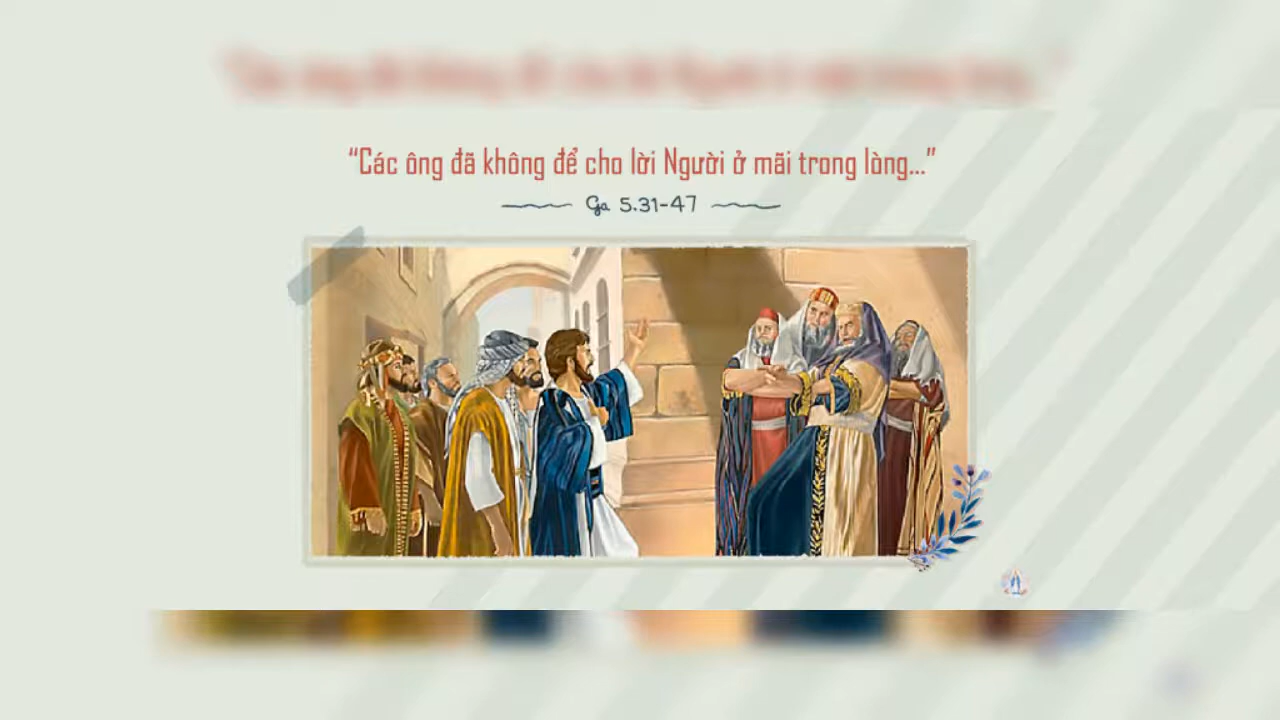 “Các ông đã không để cho lời Người ở mãi trong lòng...”
Ga 5.31-47